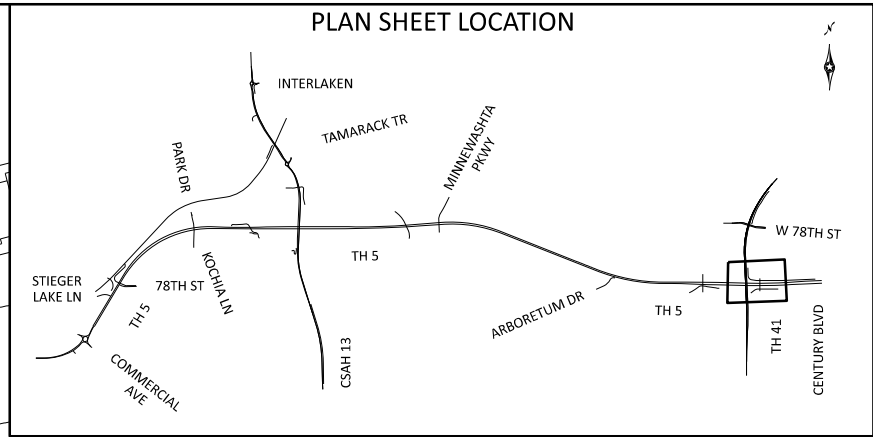 PLAN SHEET LOCATION
N
INTERLAKEN
TAMARACK TR
MINNEWASHTA
PKWY
PARK DR
W 78TH ST
STIEGER
LAKE LN
78TH ST
KOCHIA LN
TH 5
TH 5
ARBORETUM DR
TH 5
TH 41
CENTURY BLVD
CSAH 13
COMMERCIAL
AVE